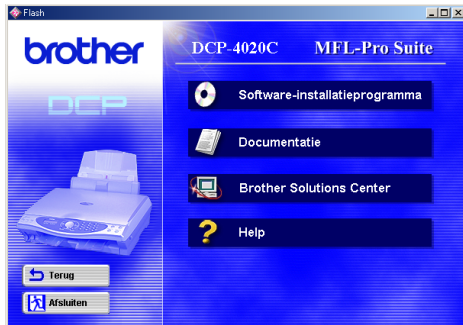 Flash
brother
DCP-4020C MFL-Pro Suite
DCP
Software-installatieprogramma
Documentatie
Brother Solutions Center
Help
Terug
Afsluiten